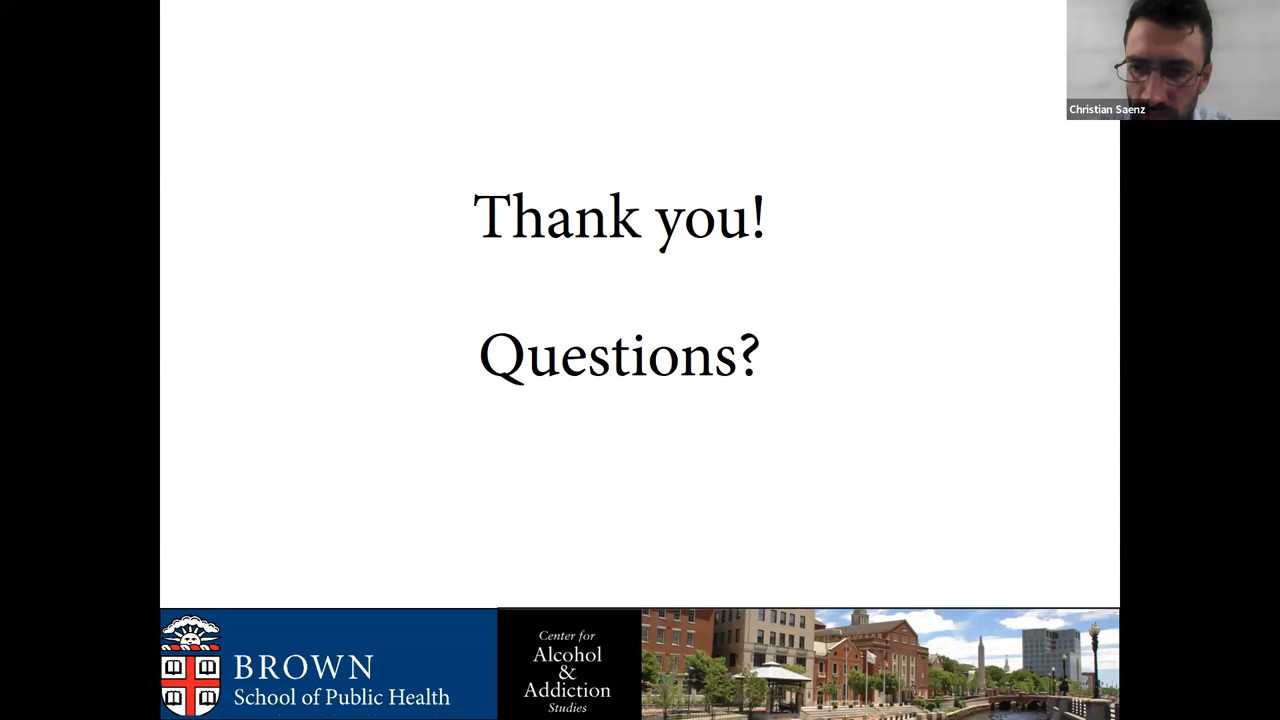 Christian Saenz
Thank you!
Questions?
BROWN
School of Public Health
Center for
Alcohol
&
Addiction
Studies